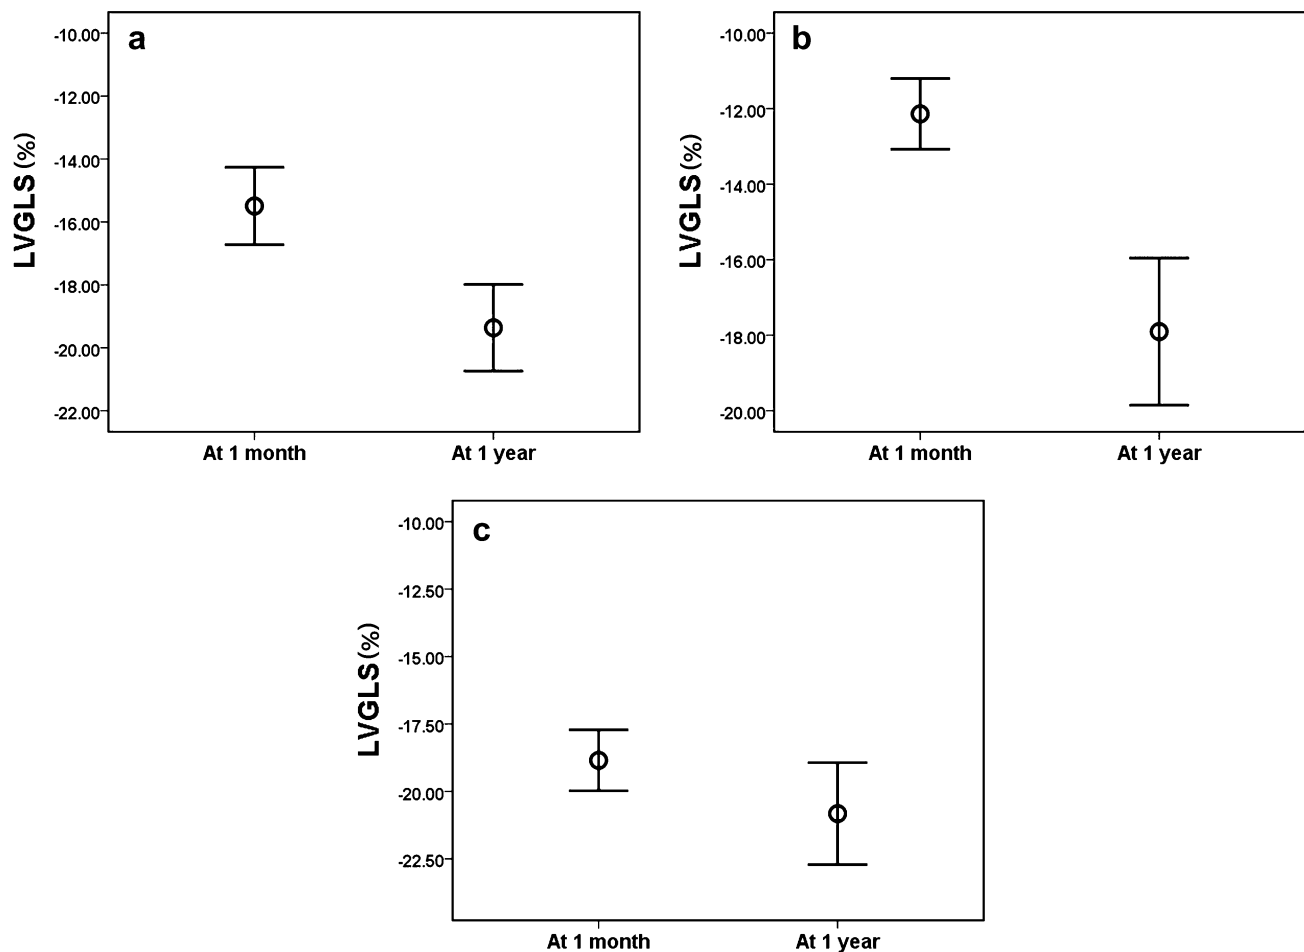 a
LVGLS (%)
-10.00
-12.00
-14.00
-16.00
-18.00
-20.00
-22.00
At 1 month At 1 year
b
LVGLS (%)
-10.00
-12.00
-14.00
-16.00
-18.00
-20.00
At 1 month At 1 year
c
LVGLS (%)
-10.00
-12.50
-15.00
-17.50
-20.00
-22.50
At 1 month At 1 year